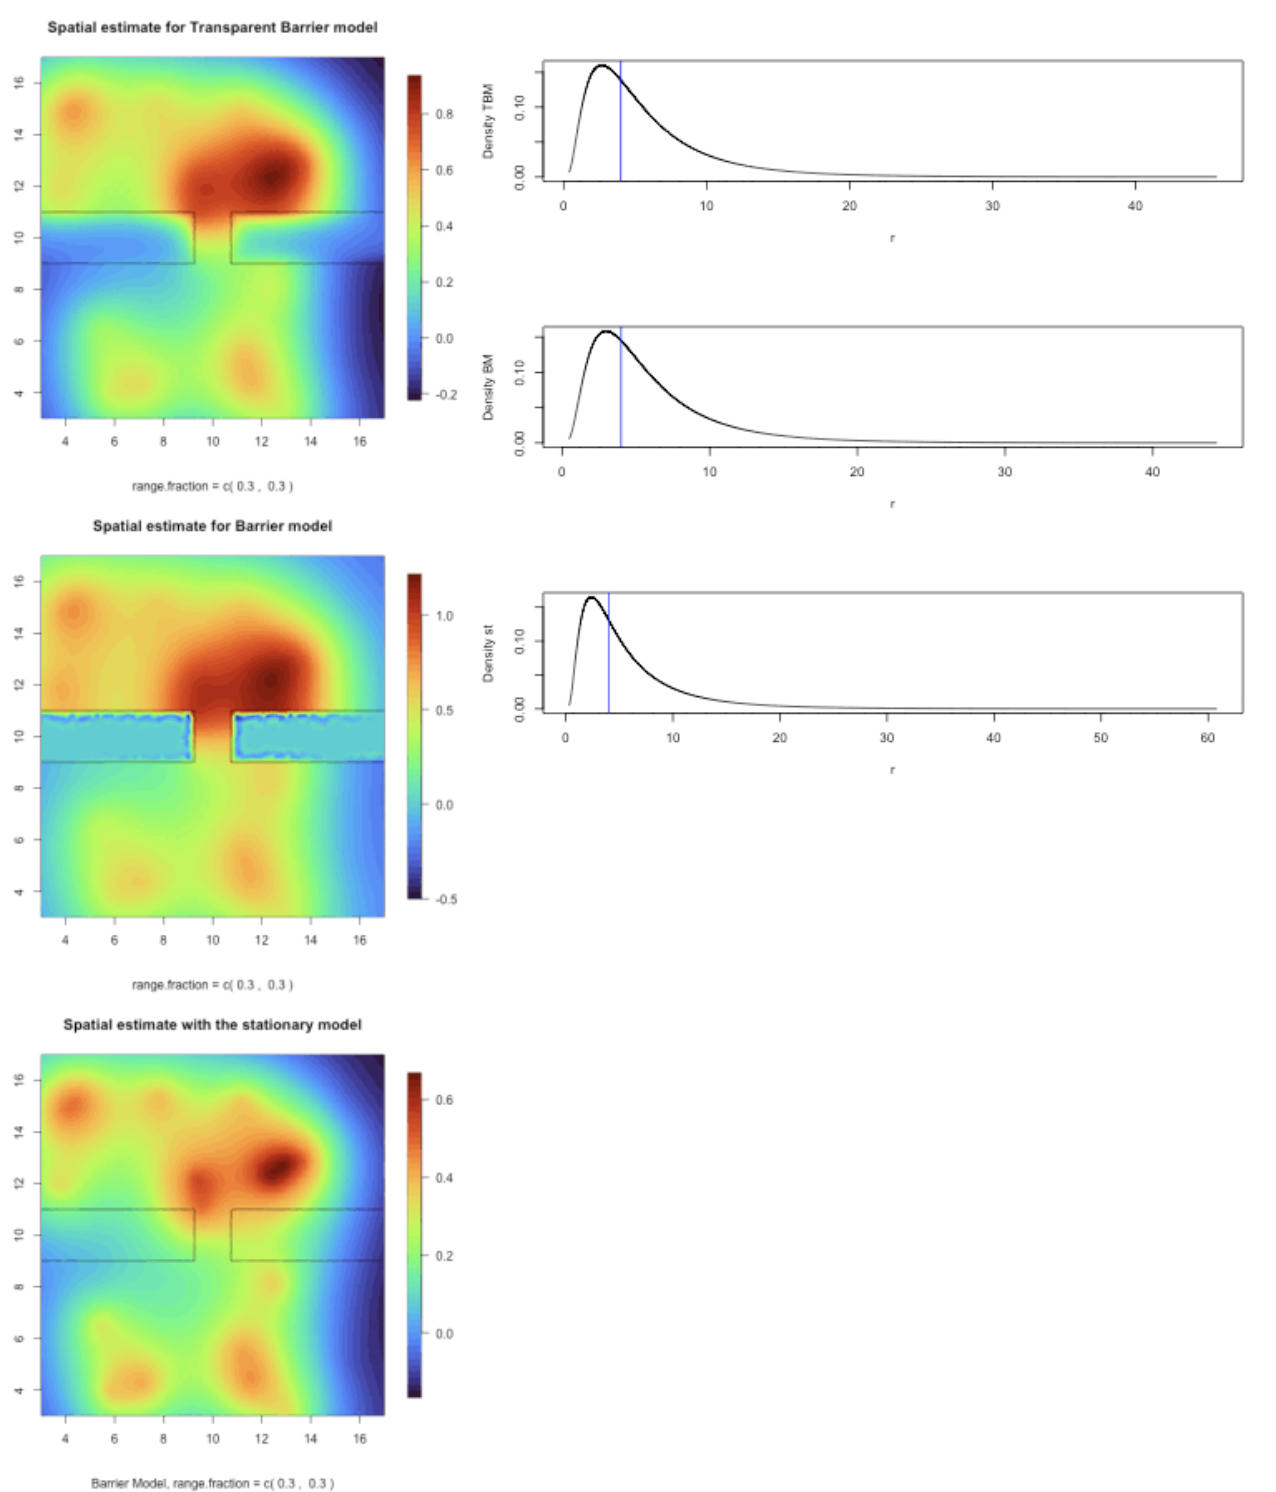 Spatial estimate for Transparent Barrier model
16
14
12
10
8
6
4
4 6 8 10 12 14 16
0.8
0.6
0.4
0.2
0.0
-0.2
range.fraction = c( 0.3 , 0.3 )
Density TBM
0.10
0.00
0 10 20 30 40
r
Density BM
0.10
0.00
0 10 20 30 40
r
Spatial estimate for Barrier model
16
14
12
10
8
6
4
4 6 8 10 12 14 16
1.0
0.5
0.0
-0.5
range.fraction = c( 0.3 , 0.3 )
Density st
0.10
0.00
0 10 20 30 40 50 60
r
Spatial estimate with the stationary model
16
14
12
10
8
6
4
4 6 8 10 12 14 16
0.6
0.4
0.2
0.0
Barrier Model, range.fraction = c( 0.3 , 0.3 )